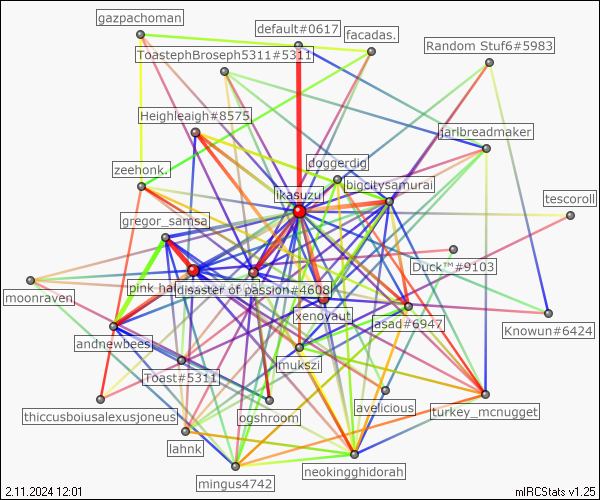 gazpachoman
default#0617
facadas.
ToastephBroseph5311#5311
Random Stuf6#5983
Heighleaigh#8575
jarlbreadmaker
doggerdig
zeehonk.
bigcitysamurai
ikasuzu
tescoroll
gregor_samsa
Duck™#9103
pink ha
disaster of passion#4608
moonraven
xenoyaut
asad#6947
Knowun#6424
andnewbees
mukszi
Toast#5311
avelicious
thiccusboiusalexusjoneus
ogshroom
turkey_mcnugget
lahnk
neokingghidorah
mingus4742
2.11.2024 12:01
mIRCStats v1.25